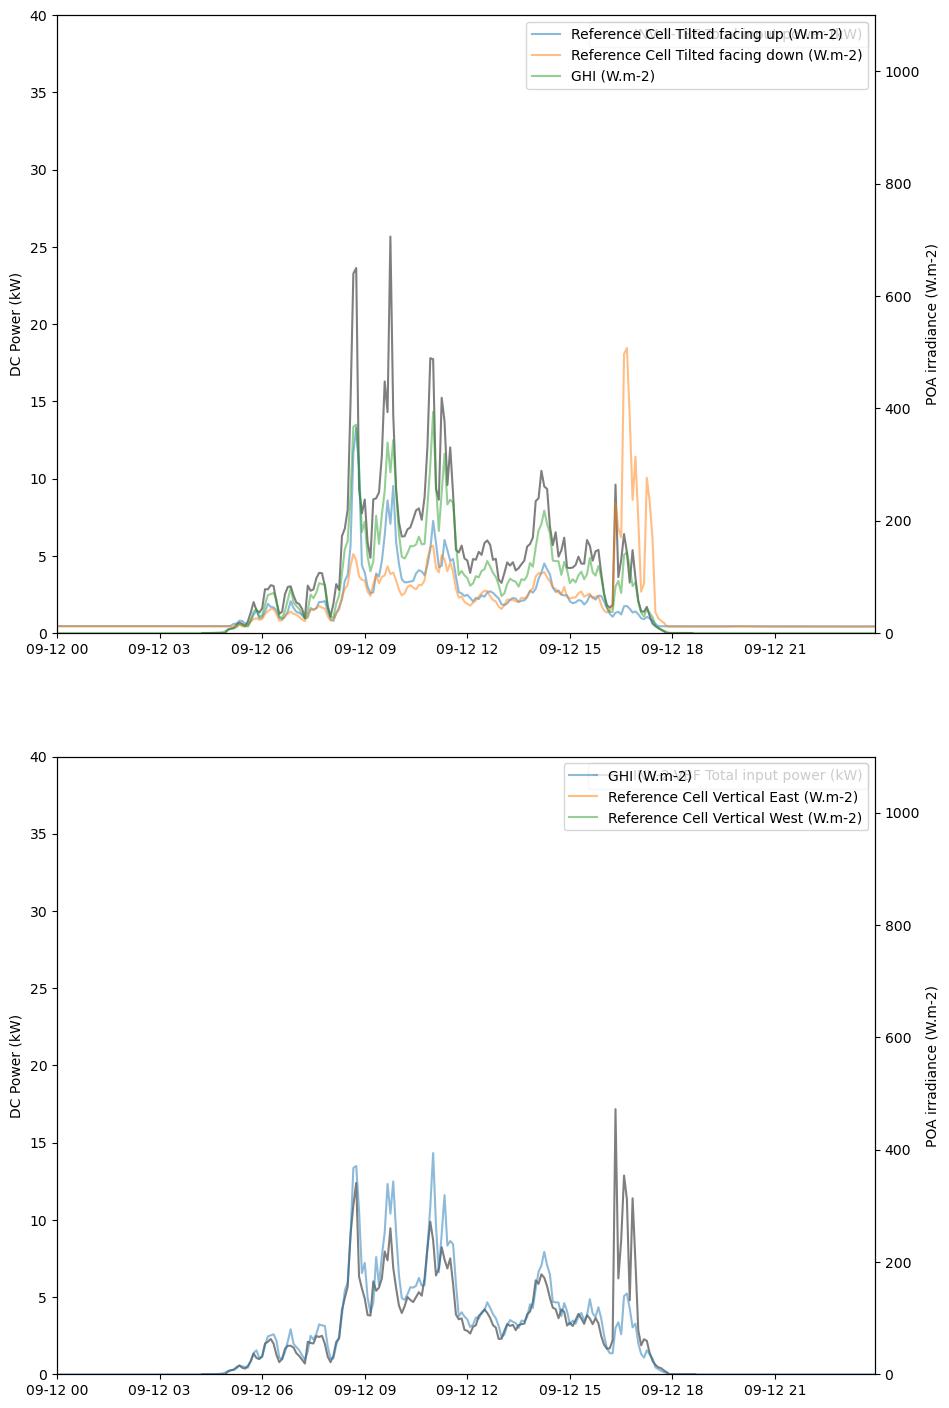 40
35
30
25
20
15
10
5
0
DC Power (kW)
Reference Cell Tilted facing up (W.m-2)
Reference Cell Tilted facing down (W.m-2)
GHI (W.m-2)
1000
800
600
400
200
0
POA irradiance (W.m-2)
09-12 00 09-12 03 09-12 06 09-12 09 09-12 12 09-12 15 09-12 18 09-12 21
40
35
30
25
20
15
10
5
0
DC Power (kW)
GHI (W.m-2) Total input power (kW)
Reference Cell Vertical East (W.m-2)
Reference Cell Vertical West (W.m-2)
1000
800
600
400
200
0
POA irradiance (W.m-2)
09-12 00 09-12 03 09-12 06 09-12 09 09-12 12 09-12 15 09-12 18 09-12 21